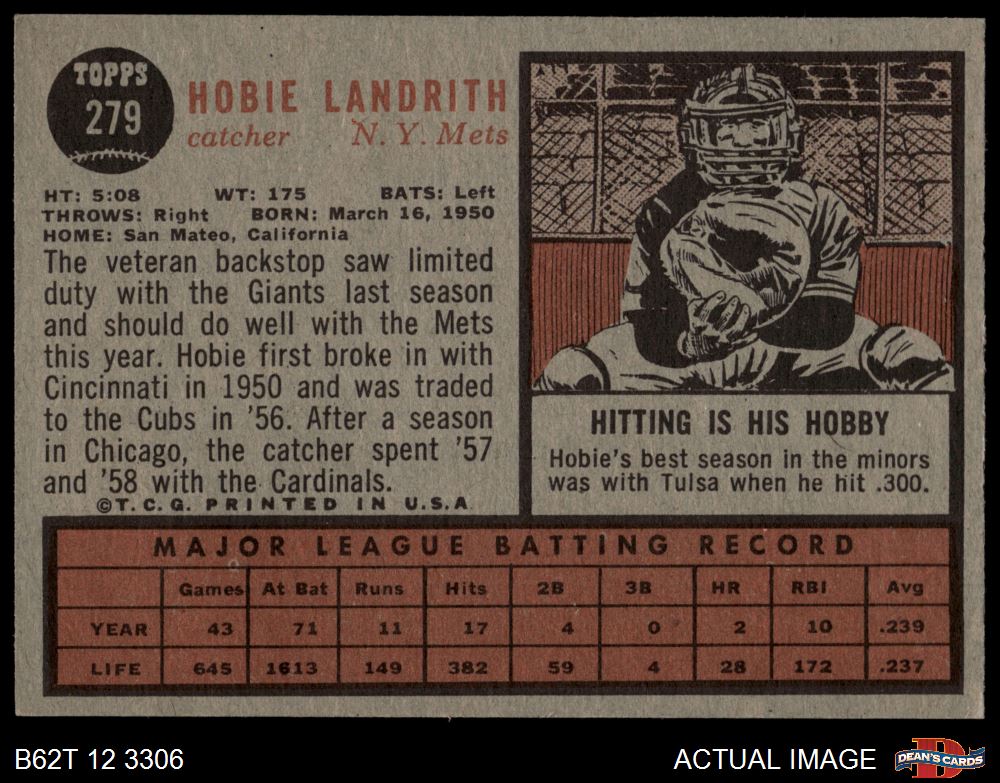 TOPPS
279
HOBIE LANDRITH
catcher N. Y. Mets
HT: 5:08 WT: 175 BATS: Left
THROWS: Right BORN: March 16, 1950
HOME: San Mateo, California
The veteran backstop saw limited
duty with the Giants last season
and should do well with the Mets
this year. Hobie first broke in with
Cincinnati in 1950 and was traded
to the Cubs in '56. After a season
in Chicago, the catcher spent '57
and '58 with the Cardinals.
©T. C. G. PRINTED IN U.S.A.
HITTING IS HIS HOBBY
Hobie's best season in the minors
was with Tulsa when he hit .300.
MAJOR LEAGUE BATTING RECORD
Games At Bat Runs Hits 2B 3B HR RBI Avg
YEAR 43 71 11 17 4 0 2 10 .239
LIFE 645 1613 149 382 59 4 28 172 .237
B62T 12 3306
ACTUAL IMAGE
D
DEAN'S CARDS